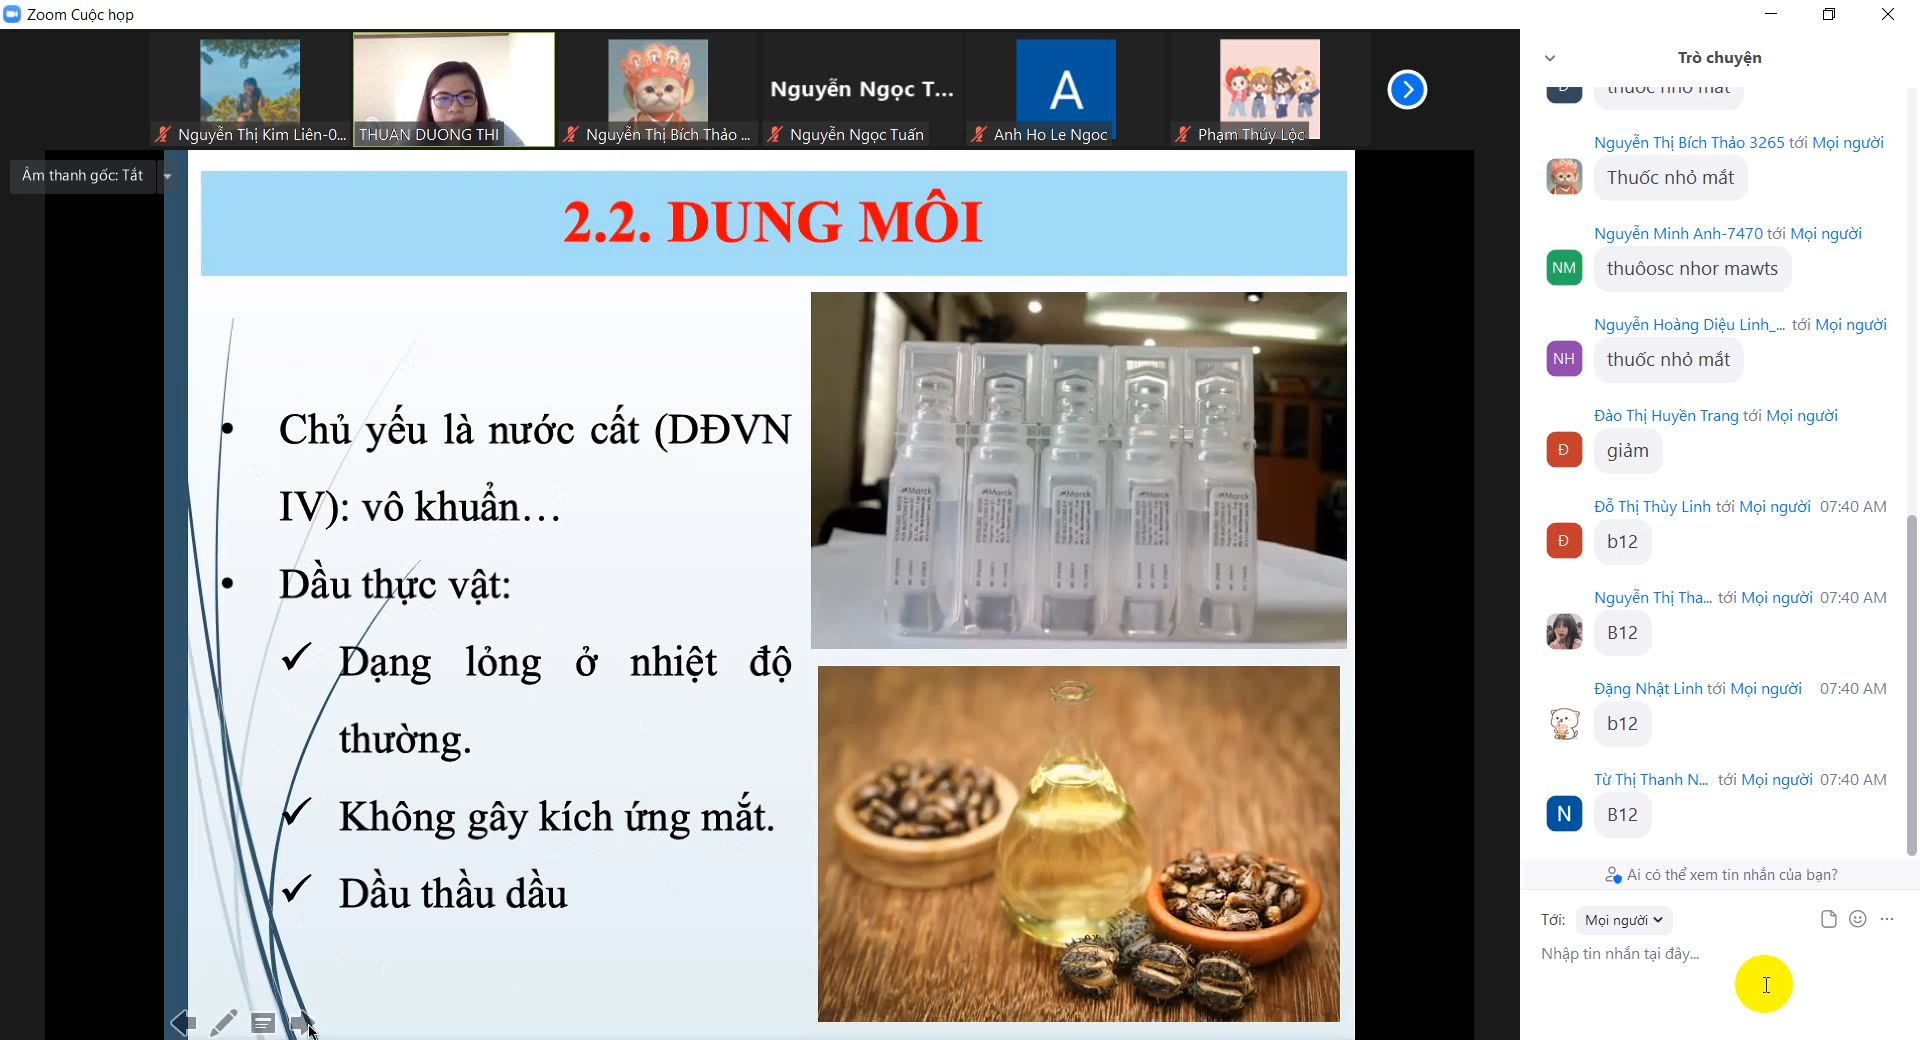 Zoom Cuộc họp
Nguyễn Ngọc T...
Nguyễn Thị Kim Liên-0...
THUAN DUONG THI
Nguyễn Thị Bích Thảo ...
Nguyễn Ngọc Tuấn
A
Anh Ho Le Ngoc
Phạm Thúy Lộc
Âm thanh gốc: Tắt
2.2. DUNG MÔI
• Chủ yếu là nước cất (DĐVN
IV): vô khuẩn…
• Dầu thực vật:
✓ Dạng lỏng ở nhiệt độ
thường.
✓ Không gây kích ứng mắt.
✓ Dầu thầu dầu
Marck
Marck
Marck
Marck
Marck
Trò chuyện
thuốc nhỏ mắt
Nguyễn Thị Bích Thảo 3265 tới Mọi người
Thuốc nhỏ mắt
Nguyễn Minh Anh-7470 tới Mọi người
NM
thuôosc nhor mawts
Nguyễn Hoàng Diệu Linh_... tới Mọi người
NH
thuốc nhỏ mắt
Đào Thị Huyền Trang tới Mọi người
Đ
giảm
Đỗ Thị Thùy Linh tới Mọi người 07:40 AM
Đ
b12
Nguyễn Thị Tha... tới Mọi người 07:40 AM
B12
Đặng Nhật Linh tới Mọi người 07:40 AM
b12
Từ Thị Thanh N... tới Mọi người 07:40 AM
N
B12
Ai có thể xem tin nhắn của bạn?
Tới: Mọi người
Nhập tin nhắn tại đây...